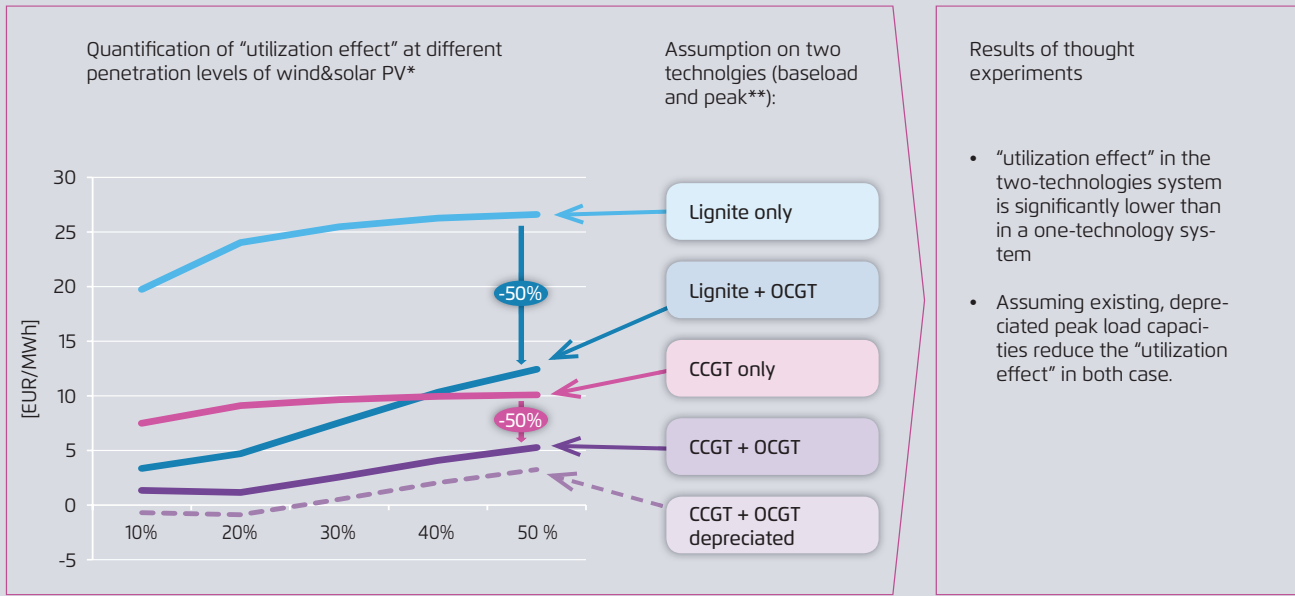 Quantification of “utilization effect” at different
penetration levels of wind&solar PV*
Assumption on two
technolgies (baseload
and peak**):
Results of thought
experiments
[EUR/MWh]
30
25
20
15
10
5
0
-5
10%
20%
30%
40%
50 %
-50%
-50%
Lignite only
Lignite + OCGT
CCGT only
CCGT + OCGT
CCGT + OCGT
depreciated
• “utilization effect” in the
two-technologies system
is significantly lower than
in a one-technology sys-
tem
• Assuming existing, depre-
ciated peak load capaci-
ties reduce the “utilization
effect” in both case.